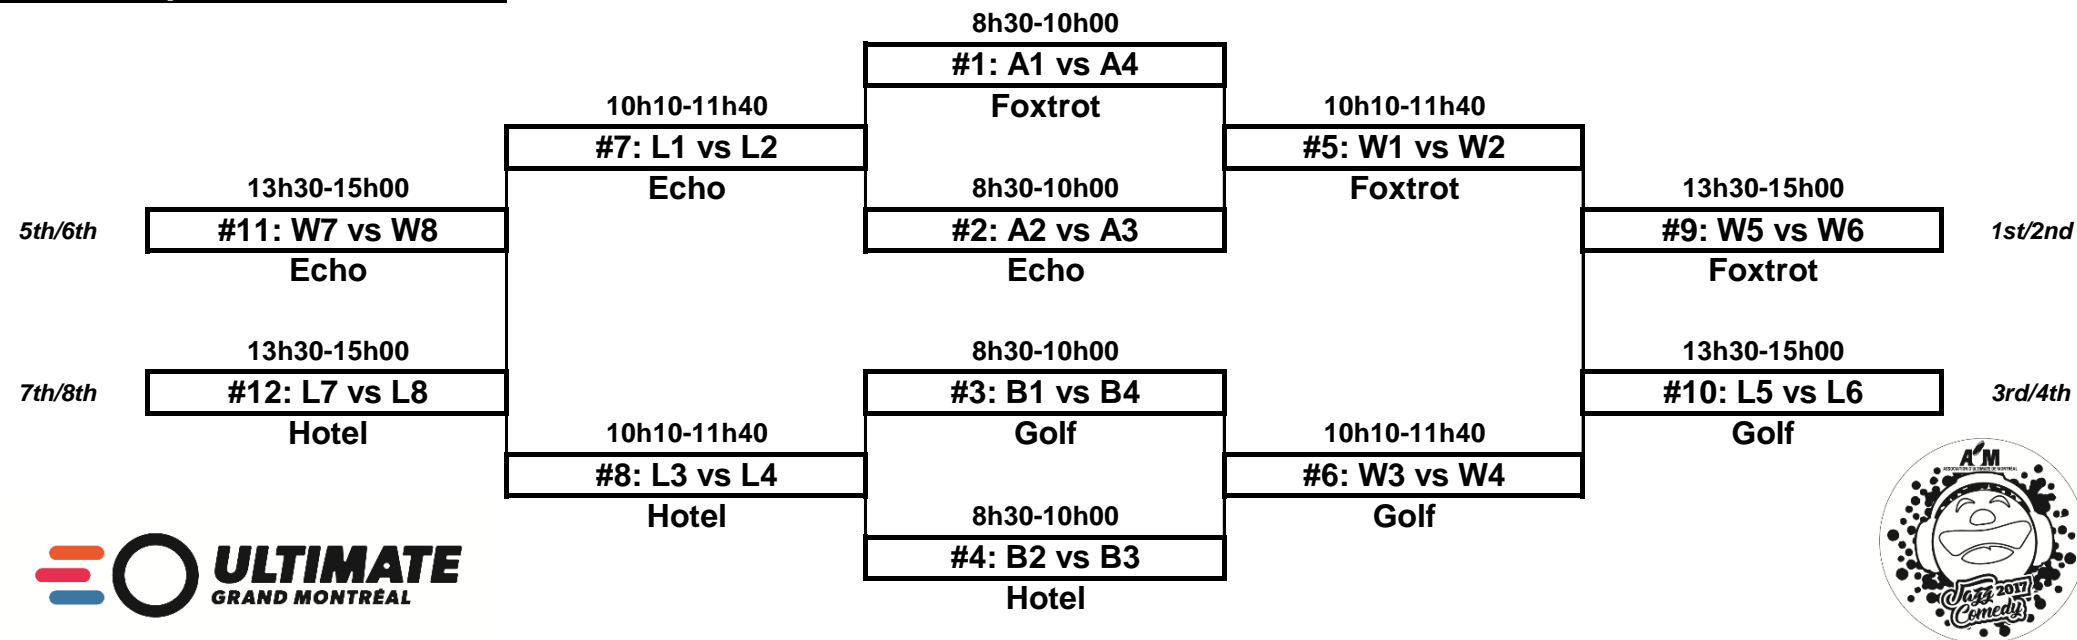 8h30-10h00
#1: A1 vs A4
10h10-11h40 Foxtrot 10h10-11h40
#7: L1 vs L2 #5: W1 vs W2
13h30-15h00 Echo 8h30-10h00 Foxtrot 13h30-15h00
5th/6th #11: W7 vs W8 #2: A2 vs A3 #9: W5 vs W6 1st/2nd
Echo Echo Foxtrot
13h30-15h00 8h30-10h00 13h30-15h00
7th/8th #12: L7 vs L8 #3: B1 vs B4 #10: L5 vs L6 3rd/4th
Hotel 10h10-11h40 Golf 10h10-11h40 Golf
#8: L3 vs L4 #6: W3 vs W4
Hotel 8h30-10h00 Golf
#4: B2 vs B3
Hotel
ULTIMATE
GRAND MONTRÉAL
ASSOCIATION D'ULTIMATE DE MONTRÉAL
Jazz 2017
Comedy